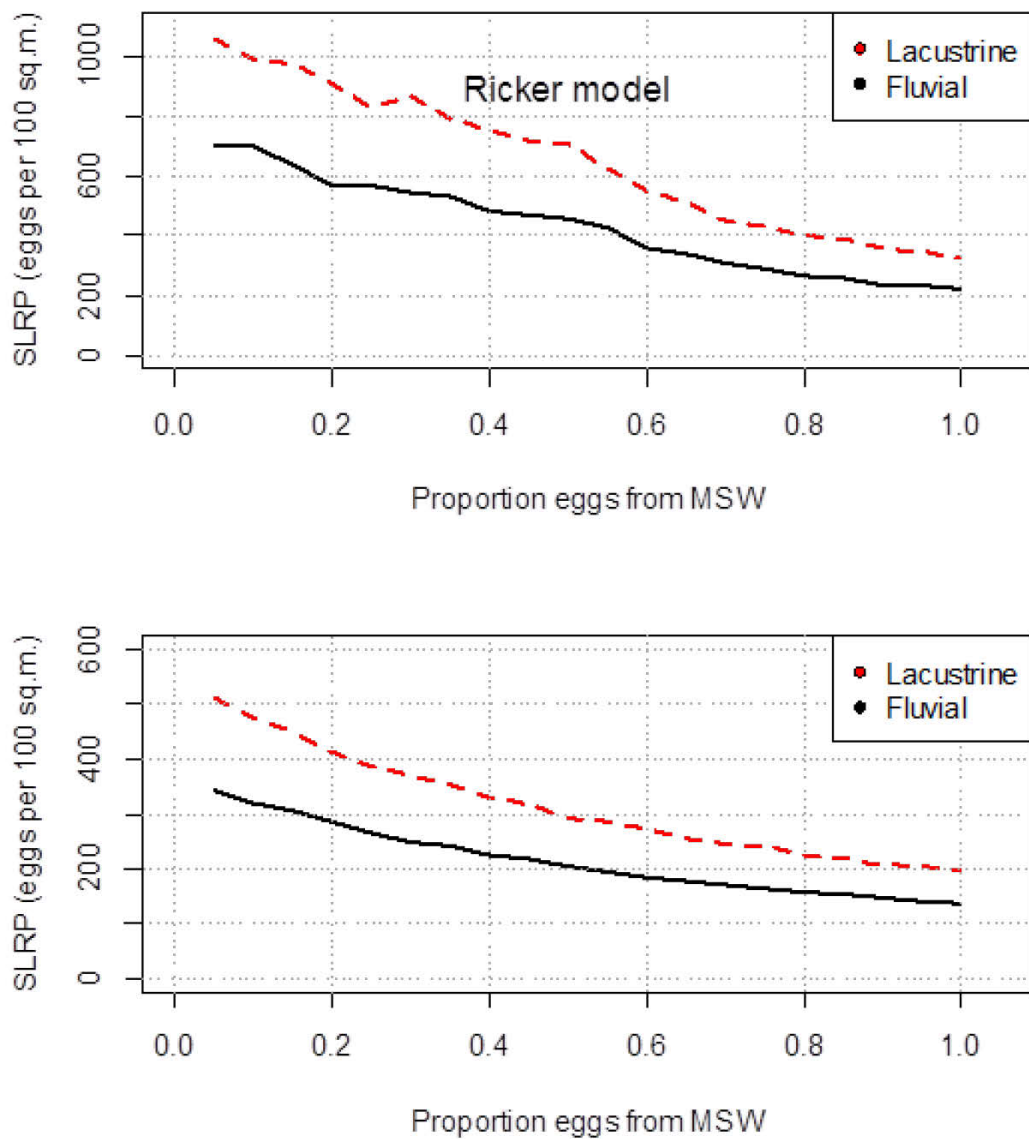 SLRP (eggs per 100 sq.m.)
1000
600
200
0
Ricker model
Lacustrine
Fluvial
0.0 0.2 0.4 0.6 0.8 1.0
Proportion eggs from MSW
SLRP (eggs per 100 sq.m.)
600
400
200
0
Lacustrine
Fluvial
0.0 0.2 0.4 0.6 0.8 1.0
Proportion eggs from MSW